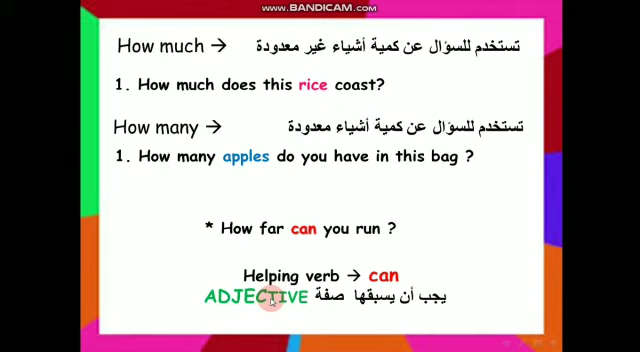 WWW.BANDICAM.COM
How much → تستخدم للسؤال عن كمية أشياء غير معدودة
1. How much does this rice coast?
How many → تستخدم للسؤال عن كمية أشياء معدودة
1. How many apples do you have in this bag ?
* How far can you run ?
Helping verb → can
ADJECTIVE يجب أن يسبقها صفة